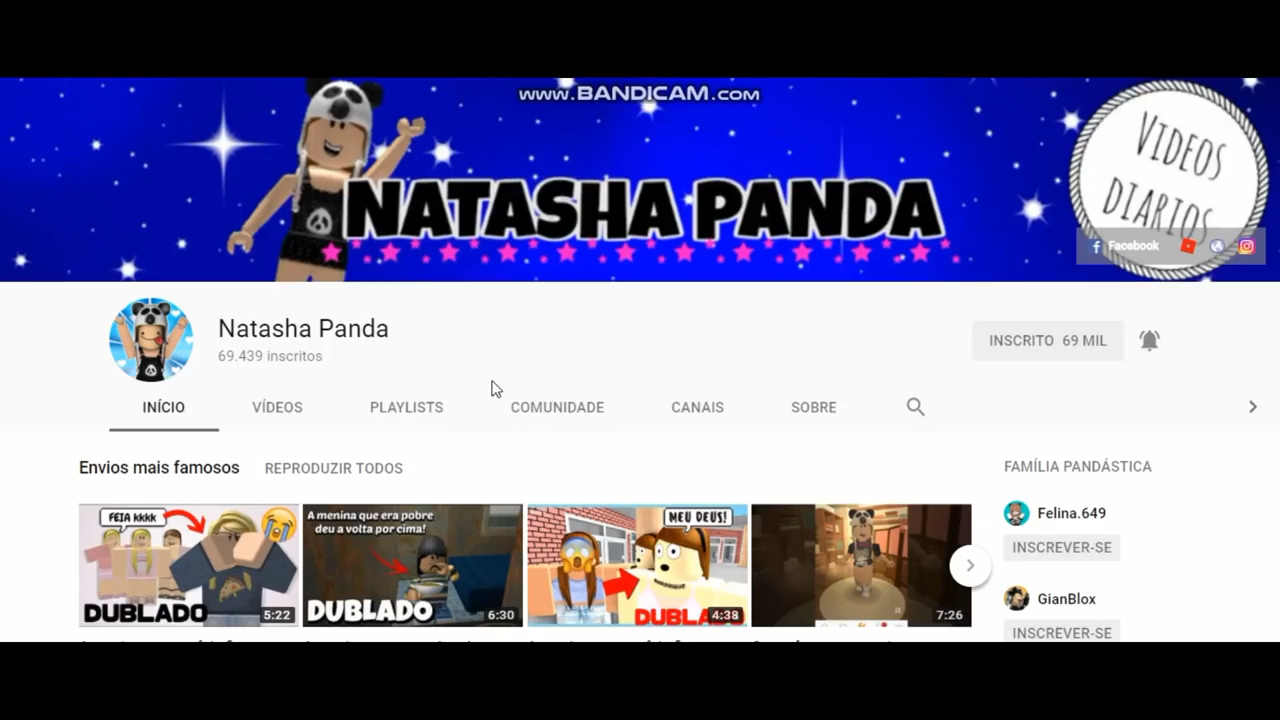 www.BANDICAM.com
VIDEOS
DIARIOS
NATASHA PANDA
Facebook
Natasha Panda
69.439 inscritos
INSCRITO 69 MIL
INÍCIO VÍDEOS PLAYLISTS COMUNIDADE CANAIS SOBRE
Envios mais famosos REPRODUZIR TODOS
FAMÍLIA PANDÁSTICA
FEIA KKKK
DUBLADO
5:22
A menina que era pobre
deu a volta por cima!
DUBLADO
6:30
MEU DEUS!
DUBLAD
4:38
7:26
Felina.649
INSCREVER-SE
GianBlox
INSCREVER-SE